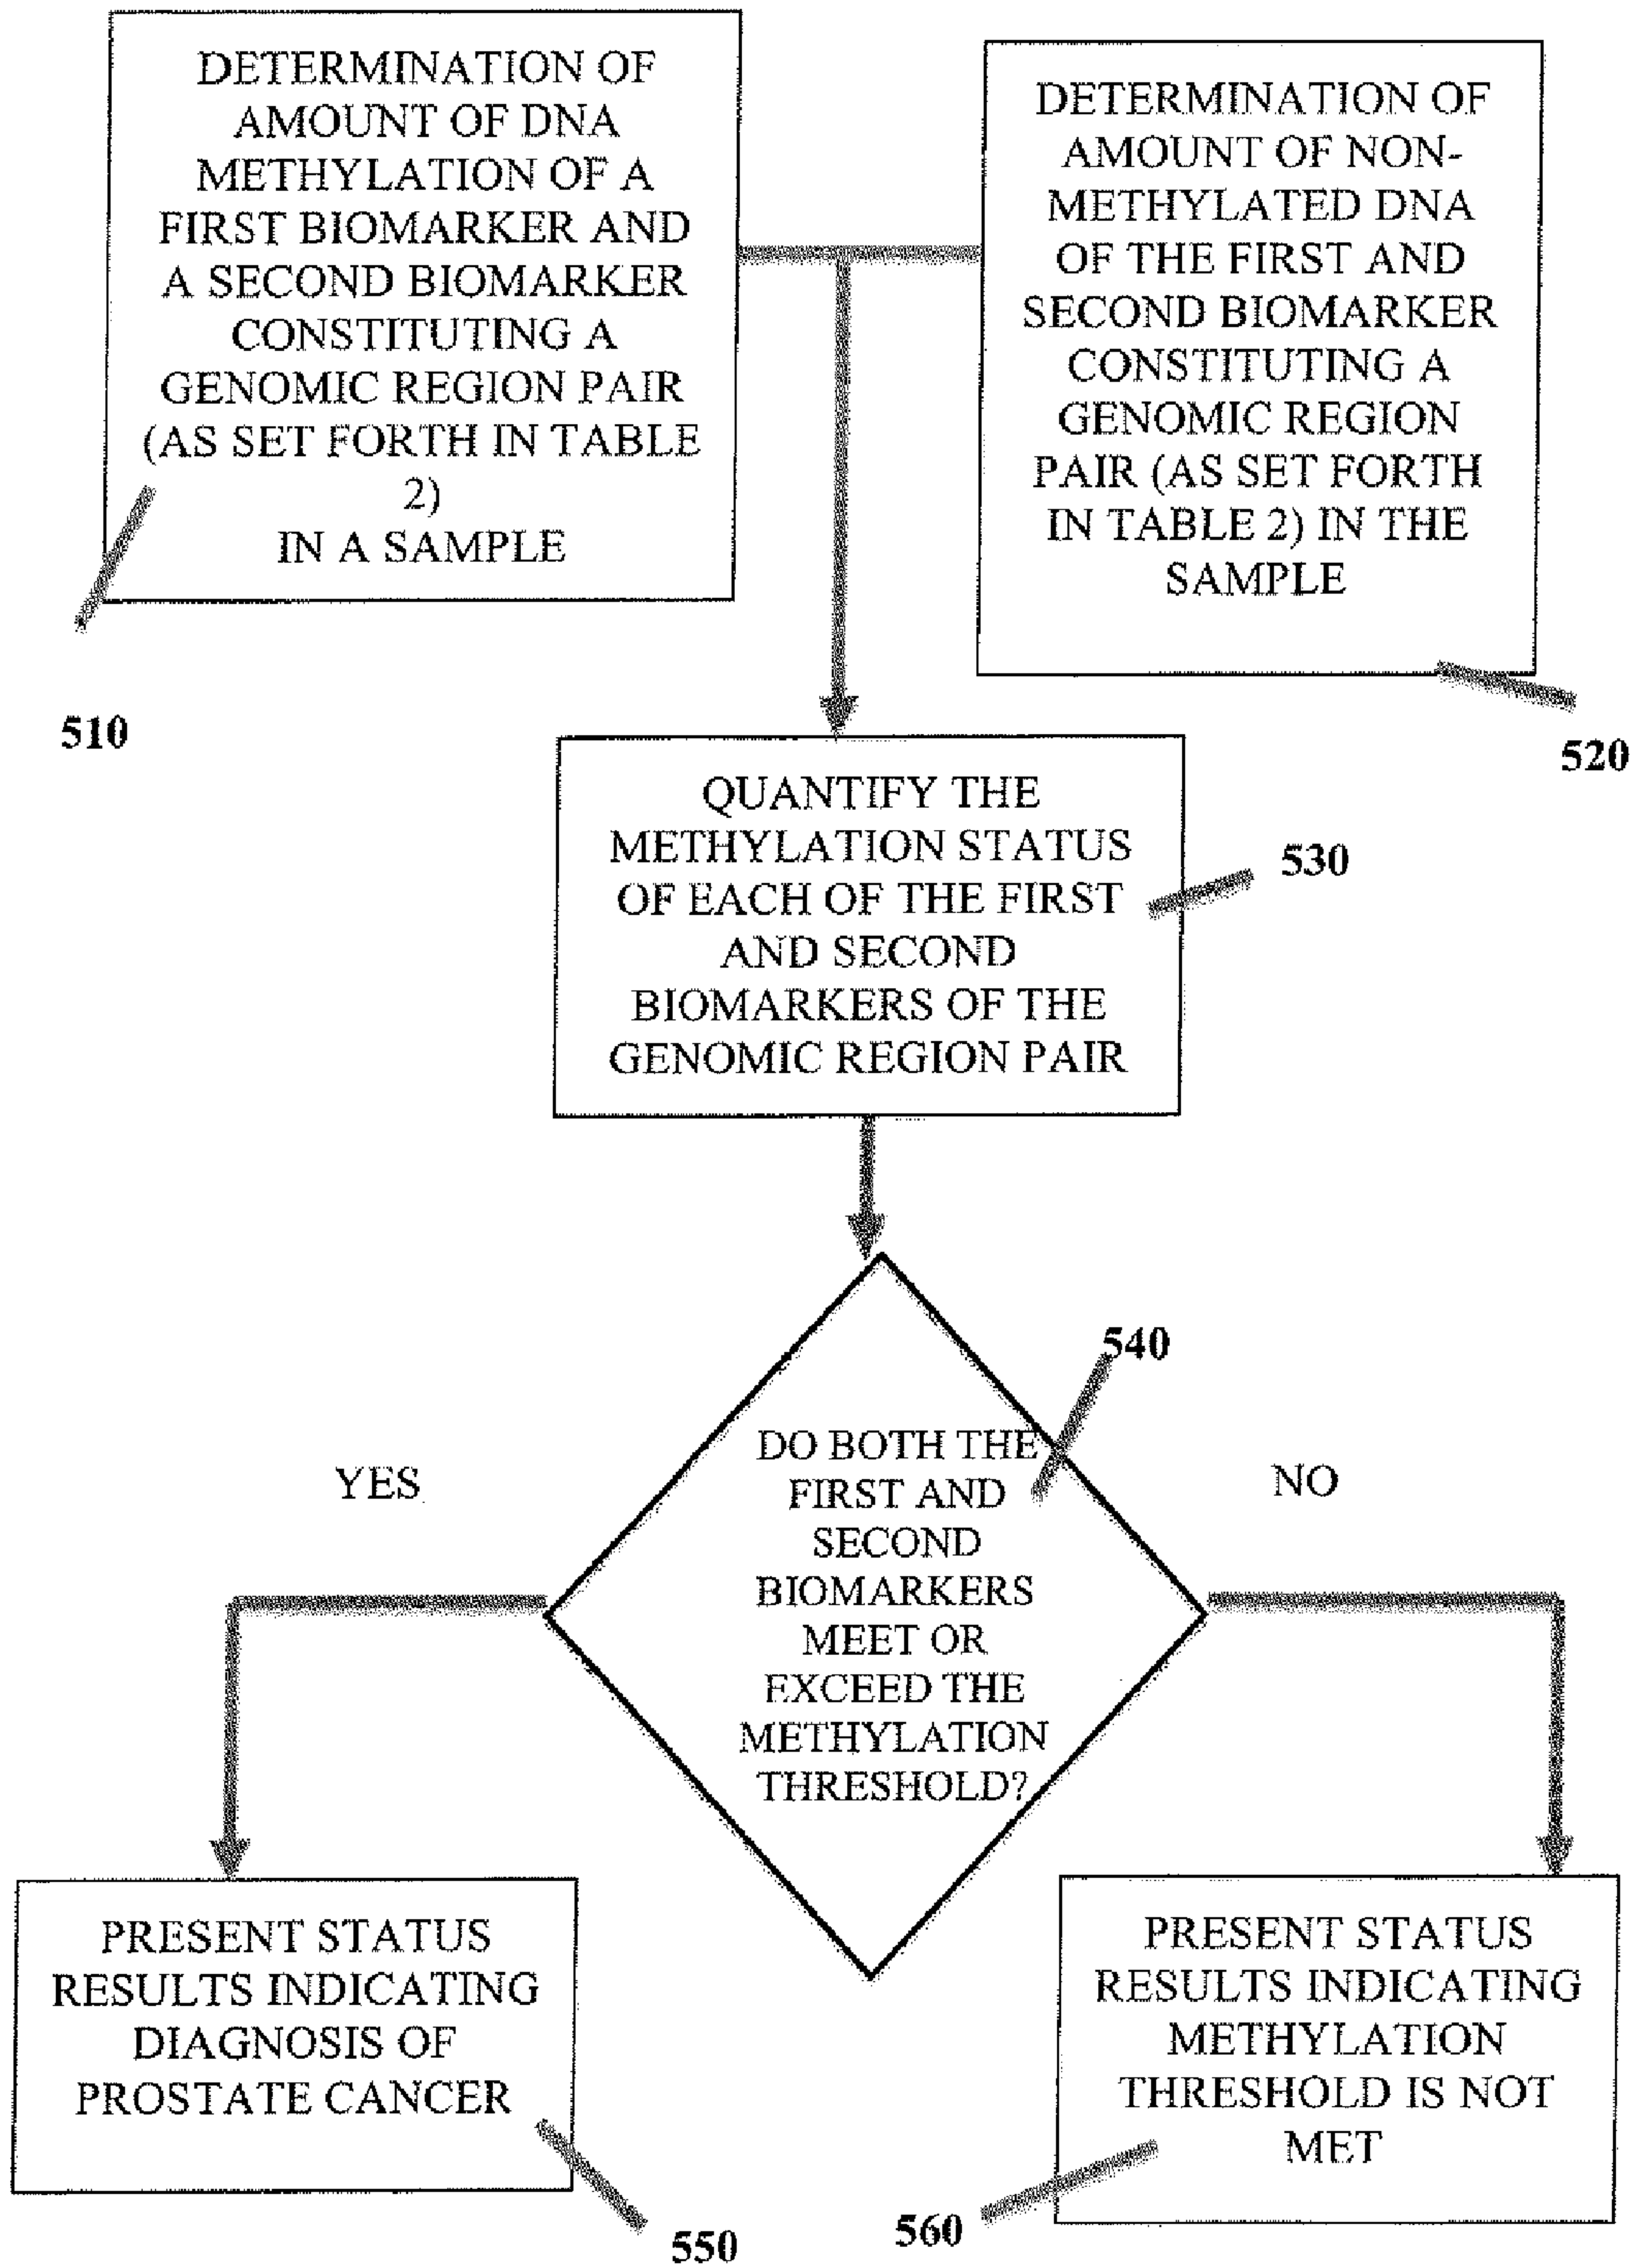 DETERMINATION OF
AMOUNT OF DNA
METHYLATION OF A
FIRST BIOMARKER AND
A SECOND BIOMARKER
CONSTITUTING A
GENOMIC REGION PAIR
(AS SET FORTH IN TABLE
2)
IN A SAMPLE
510
DETERMINATION OF
AMOUNT OF NON-
METHYLATED DNA
OF THE FIRST AND
SECOND BIOMARKER
CONSTITUTING A
GENOMIC REGION
PAIR (AS SET FORTH
IN TABLE 2) IN THE
SAMPLE
520
QUANTIFY THE
METHYLATION STATUS
OF EACH OF THE FIRST
AND SECOND
BIOMARKERS OF THE
GENOMIC REGION PAIR
530
540
DO BOTH THE
FIRST AND
SECOND
BIOMARKERS
MEET OR
EXCEED THE
METHYLATION
THRESHOLD?
YES
NO
PRESENT STATUS
RESULTS INDICATING
DIAGNOSIS OF
PROSTATE CANCER
550
PRESENT STATUS
RESULTS INDICATING
METHYLATION
THRESHOLD IS NOT
MET
560